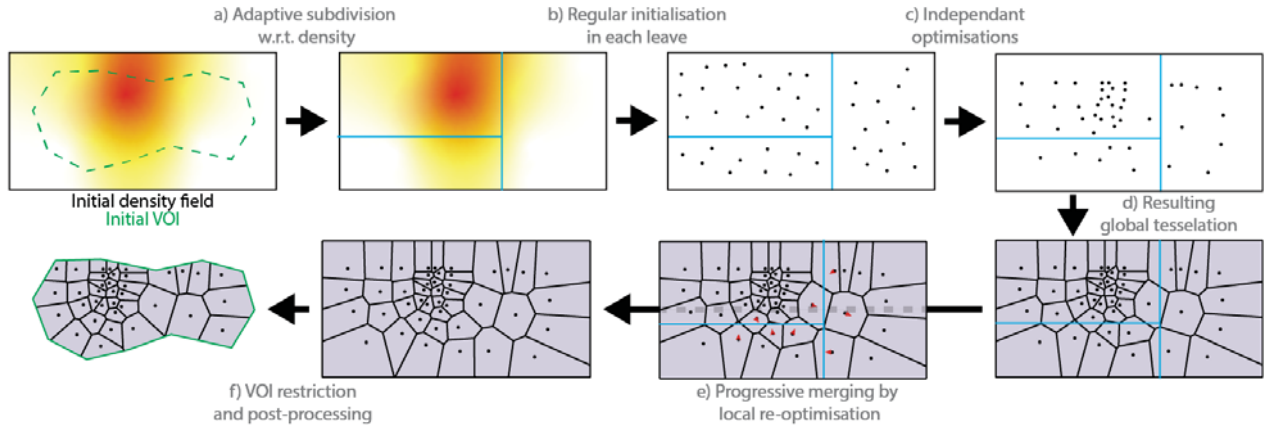 a) Adaptive subdivision
w.r.t. density
b) Regular initialisation
in each leave
c) Independant
optimisations
Initial density field
Initial VOI
d) Resulting
global tesselation
f) VOI restriction
and post-processing
e) Progressive merging by
local re-optimisation